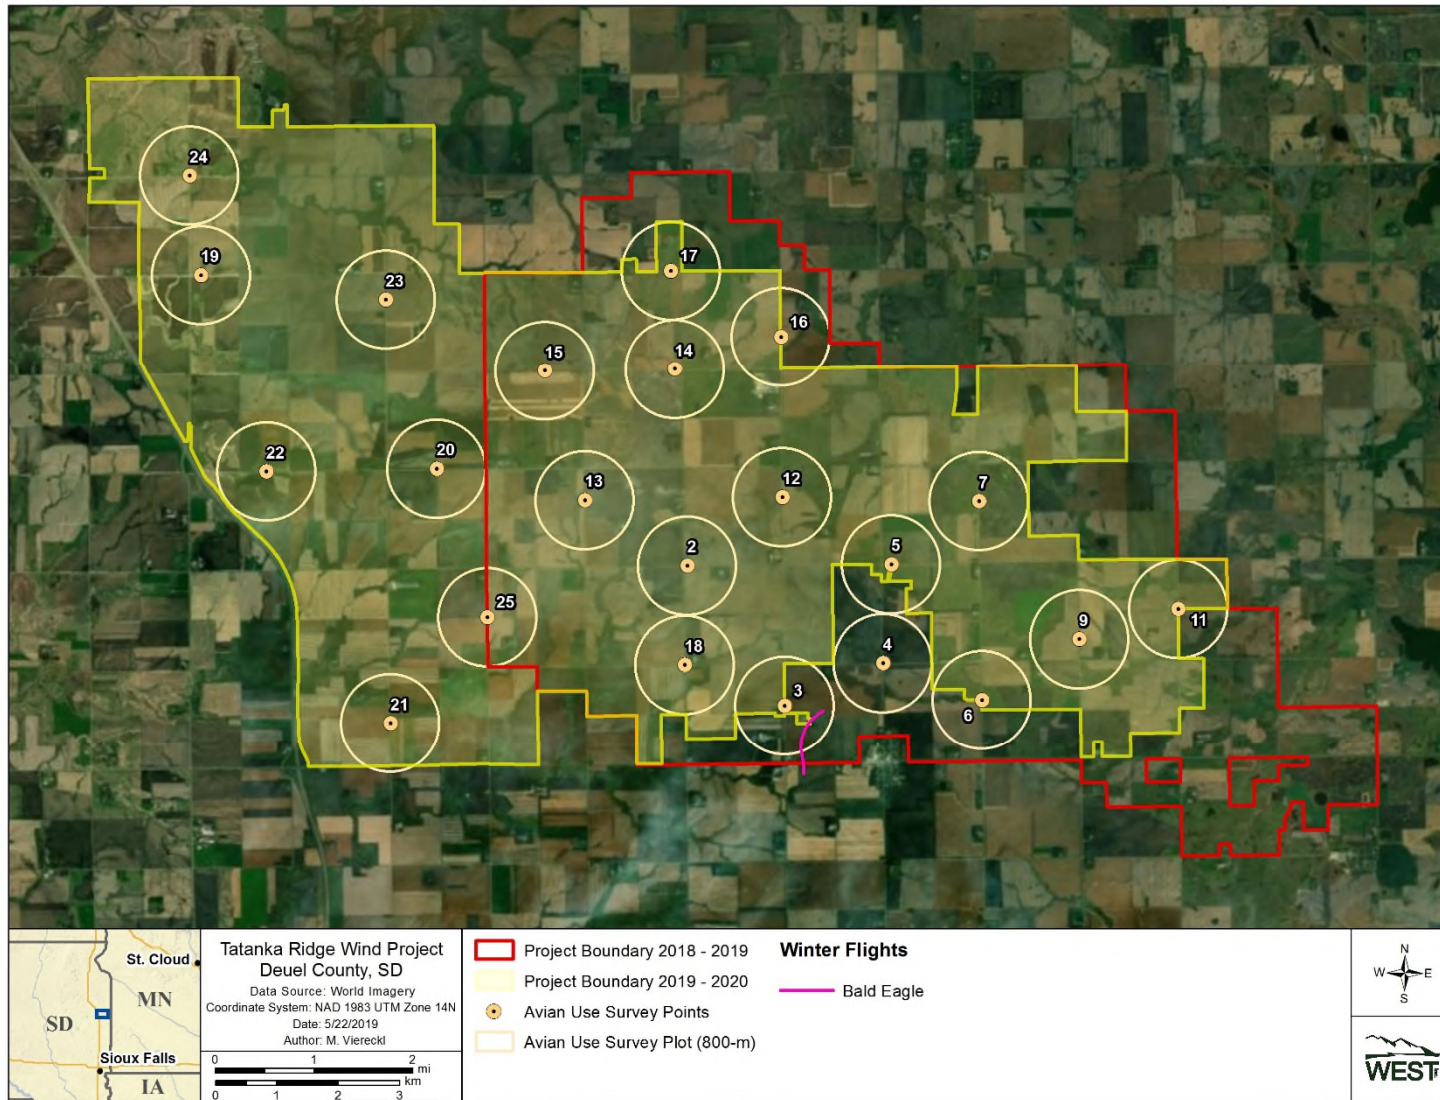 24
19
23
17
16
15
14
22
20
13
12
7
2
5
25
18
4
9
11
3
6
21
St. Cloud
MN
SD
Sioux Falls
IA
Tatanka Ridge Wind Project
Deuel County, SD
Data Source: World Imagery
Coordinate System: NAD 1983 UTM Zone 14N
Date: 5/22/2019
Author: M. Viereckl
0 1 2
mi
km
0 1 2 3
Project Boundary 2018 - 2019
Project Boundary 2019 - 2020
Avian Use Survey Points
Avian Use Survey Plot (800-m)
Winter Flights
Bald Eagle
N
W E
S
WEST